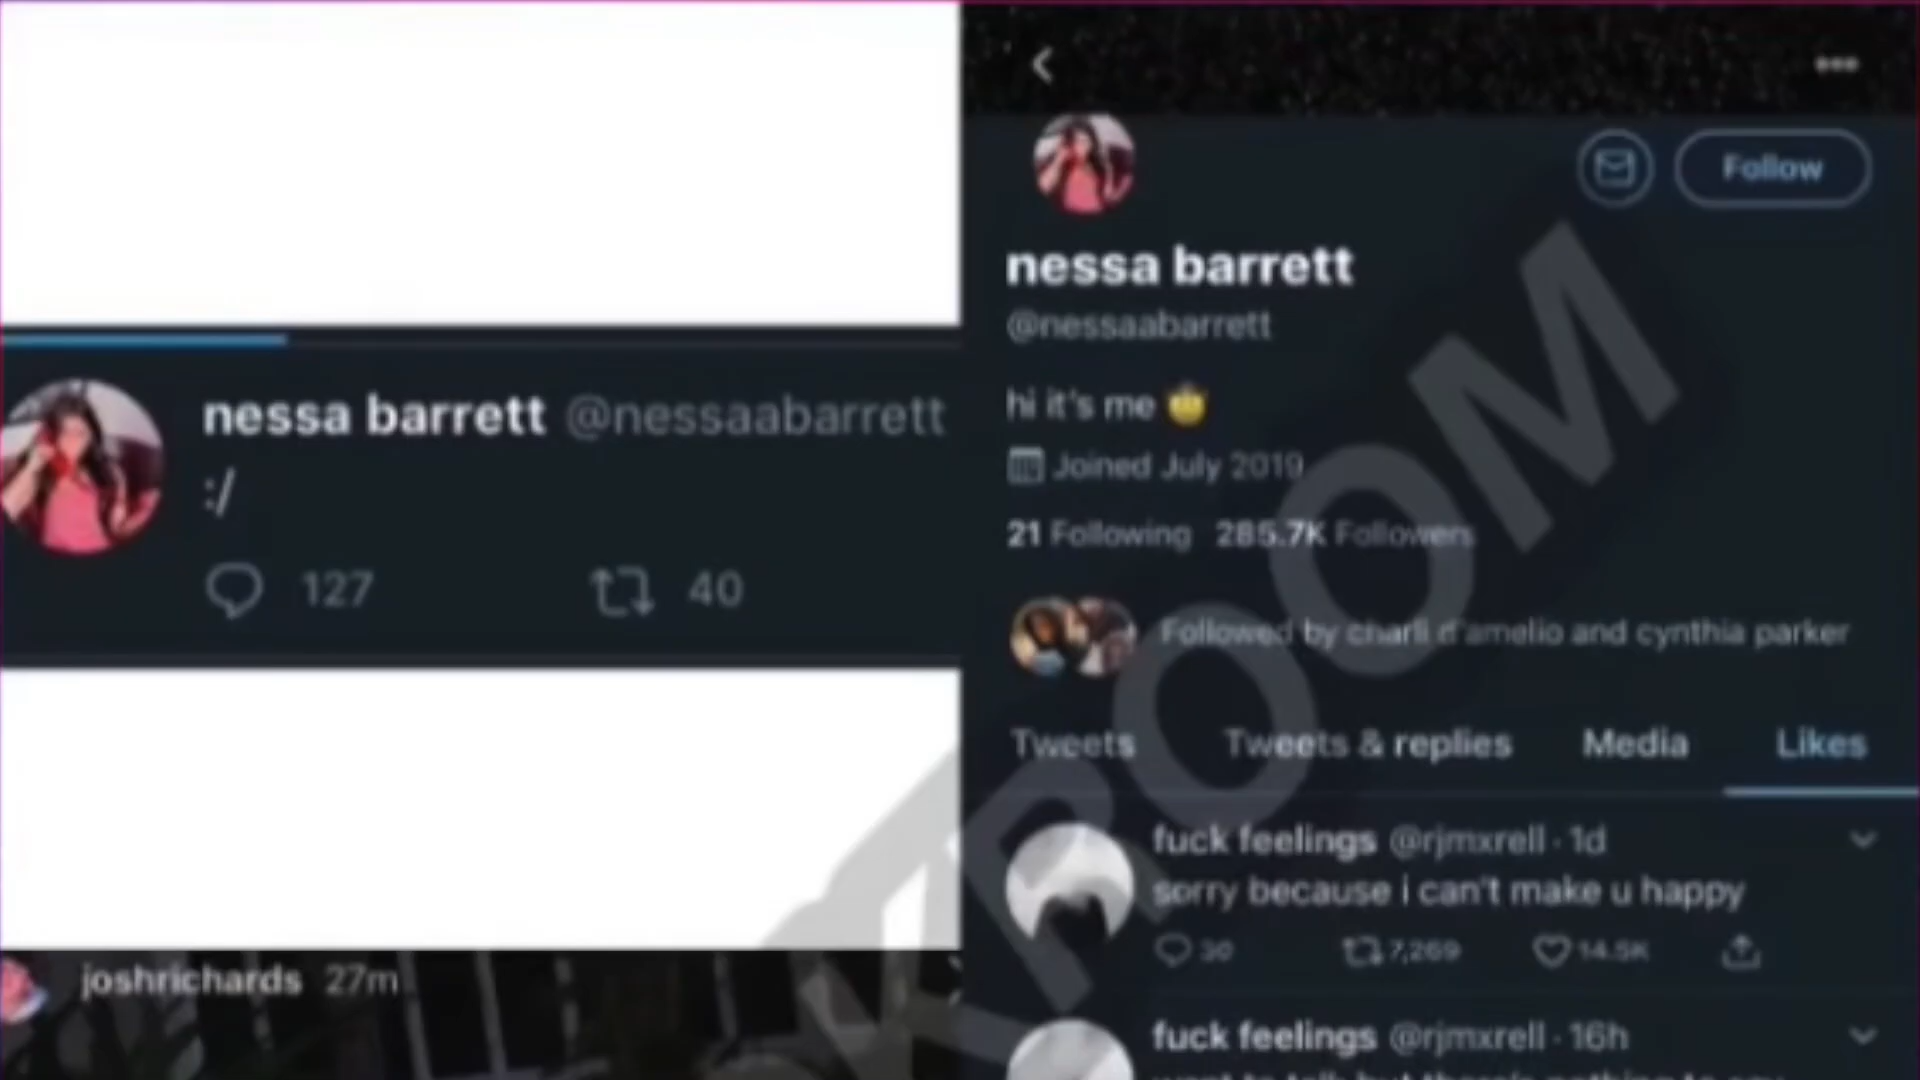 nessa barrett @nessaabarrett
:/
127 40
joshrichards 27m
Follow
nessa barrett
@nessaabarrett
hi it's me 🤠
Joined July 2019
21 Following 285.7K Followers
Followed by charli d'amelio and cynthia parker
Tweets Tweets & replies Media Likes
fuck feelings @rjmxrell · 1d
sorry because i can't make u happy
30 7,269 14.5K
fuck feelings @rjmxrell · 16h